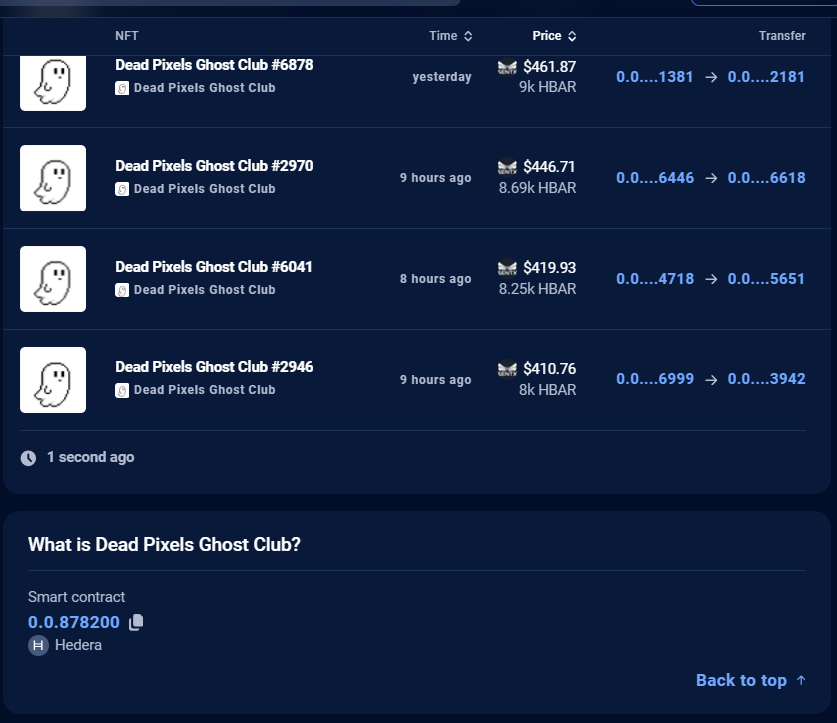 NFT Time Price Transfer
Dead Pixels Ghost Club #6878
Dead Pixels Ghost Club
yesterday
$461.87
9k HBAR
0.0....1381 → 0.0....2181
Dead Pixels Ghost Club #2970
Dead Pixels Ghost Club
9 hours ago
$446.71
8.69k HBAR
0.0....6446 → 0.0....6618
Dead Pixels Ghost Club #6041
Dead Pixels Ghost Club
8 hours ago
$419.93
8.25k HBAR
0.0....4718 → 0.0....5651
Dead Pixels Ghost Club #2946
Dead Pixels Ghost Club
9 hours ago
$410.76
8k HBAR
0.0....6999 → 0.0....3942
1 second ago
What is Dead Pixels Ghost Club?
Smart contract
0.0.878200
Hedera
Back to top ↑